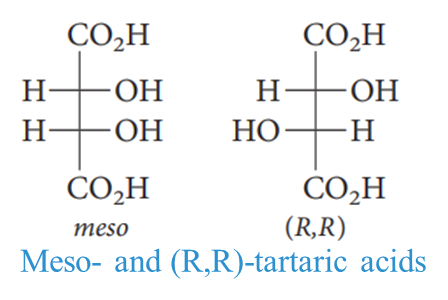 CO₂H CO₂H
H OH H OH
H OH HO H
CO₂H CO₂H
meso (R,R)
Meso- and (R,R)-tartaric acids